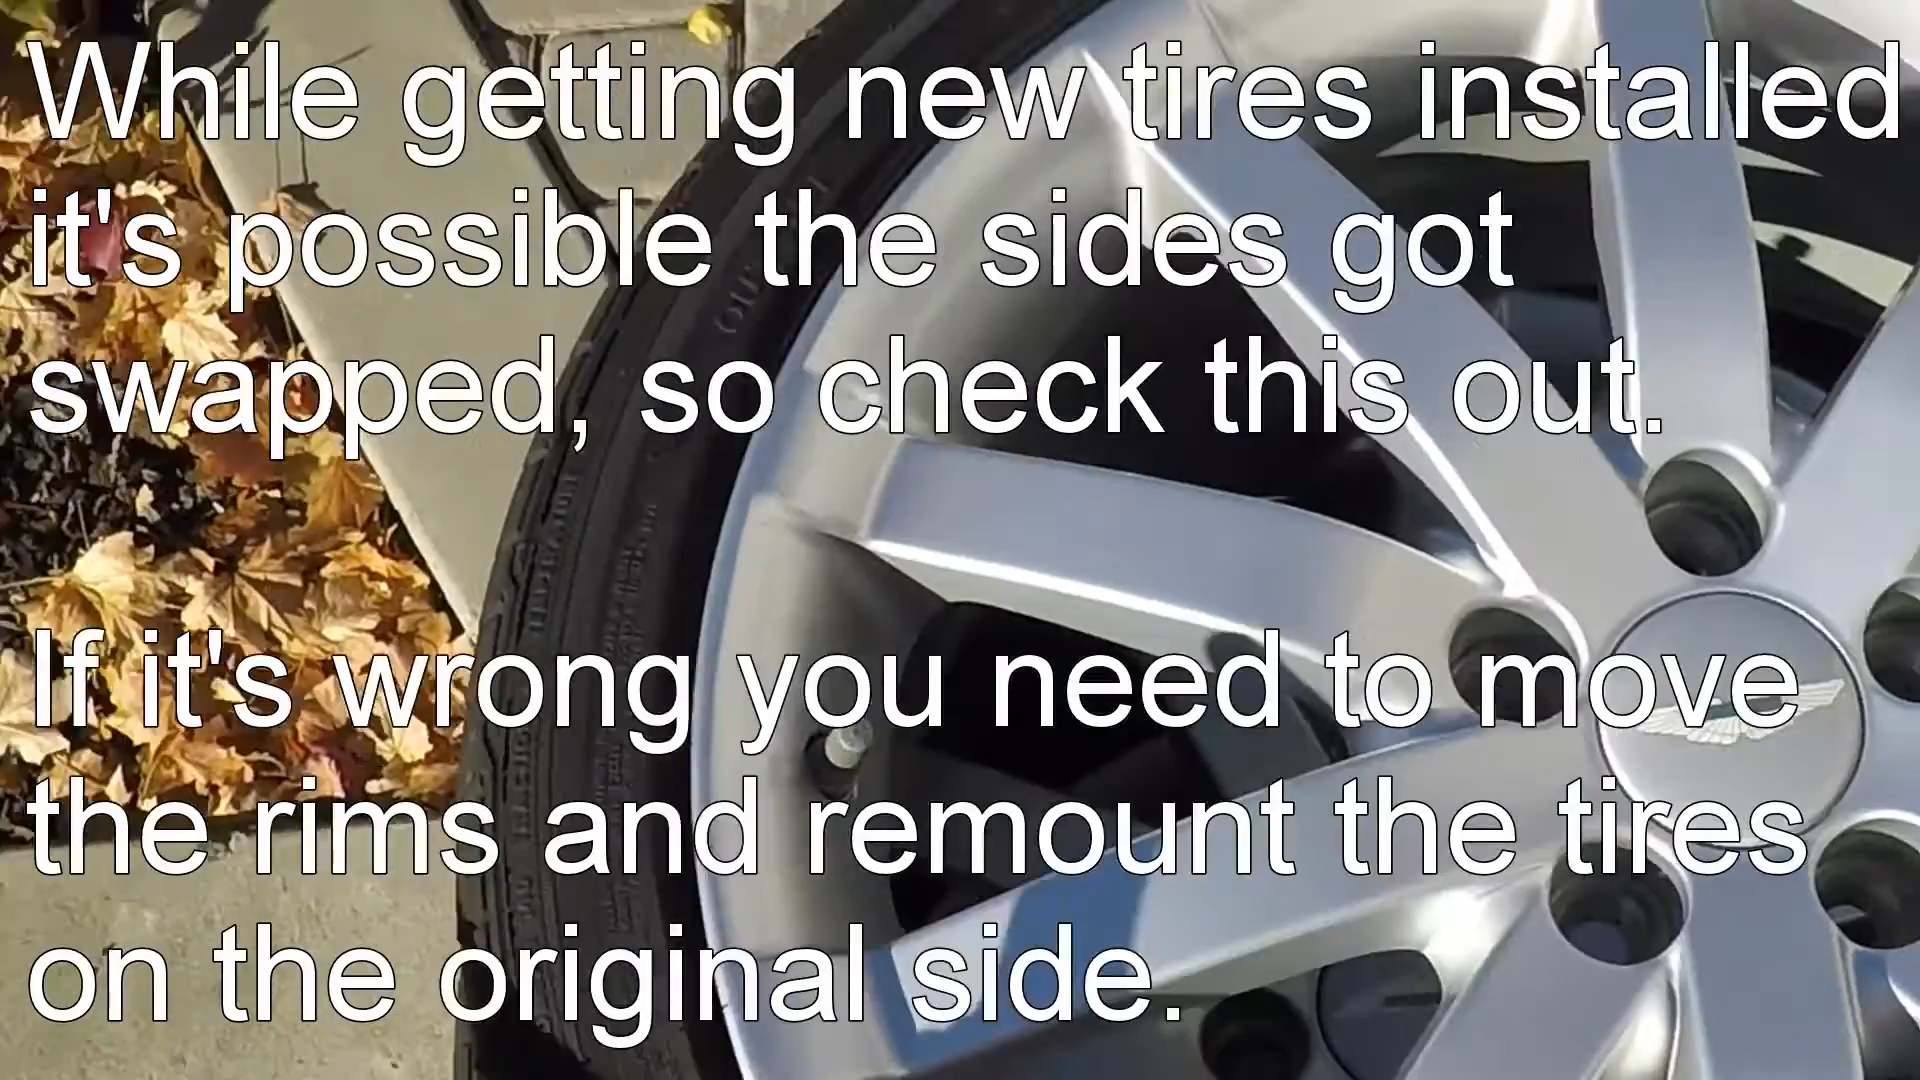 While getting new tires installed
it's possible the sides got
swapped, so check this out.
If it's wrong you need to move
the rims and remount the tires
on the original side.